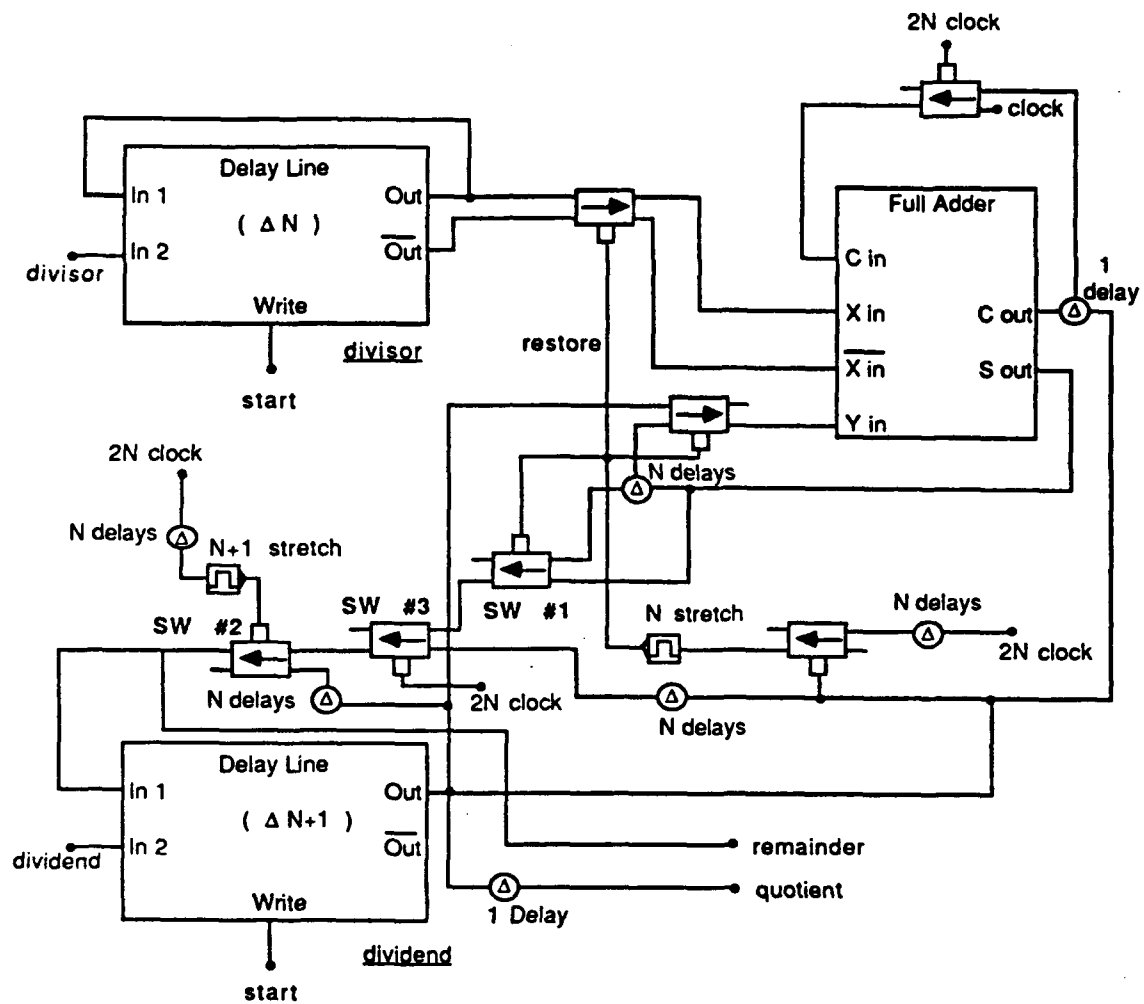 2N clock
clock
Delay Line
( Δ N )
In 1
In 2
Out
Out
Write
divisor
divisor
start
Full Adder
C in
X in
X in
Y in
C out
S out
1
delay
Δ
restore
N delays
Δ
2N clock
N delays
Δ
N+1 stretch
SW #2
SW #3
SW #1
N stretch
N delays
Δ
2N clock
N delays
Δ
2N clock
Δ
N delays
Delay Line
( Δ N+1 )
In 1
In 2
Out
Out
Write
dividend
dividend
start
remainder
quotient
Δ
1 Delay